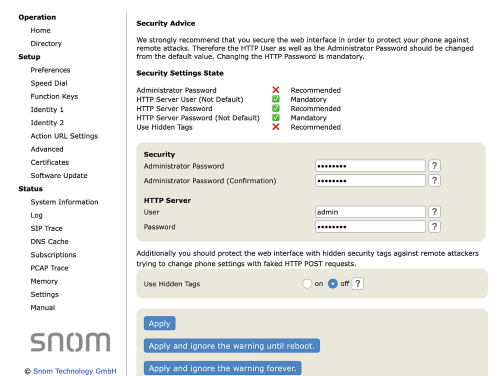 Operation
Home
Directory
Setup
Preferences
Speed Dial
Function Keys
Identity 1
Identity 2
Action URL Settings
Advanced
Certificates
Software Update
Status
System Information
Log
SIP Trace
DNS Cache
Subscriptions
PCAP Trace
Memory
Settings
Manual
snom
© Snom Technology GmbH
Security Advice
We strongly recommend that you secure the web interface in order to protect your phone against
remote attacks. Therefore the HTTP User as well as the Administrator Password should be changed
from the default value. Changing the HTTP Password is mandatory.
Security Settings State
Administrator Password Recommended
HTTP Server User (Not Default) Mandatory
HTTP Server Password Recommended
HTTP Server Password (Not Default) Mandatory
Use Hidden Tags Recommended
Security
Administrator Password •••••••• ?
Administrator Password (Confirmation) •••••••• ?
HTTP Server
User admin ?
Password •••••••• ?
Additionally you should protect the web interface with hidden security tags against remote attackers
trying to change phone settings with faked HTTP POST requests.
Use Hidden Tags on off ?
Apply
Apply and ignore the warning until reboot.
Apply and ignore the warning forever.